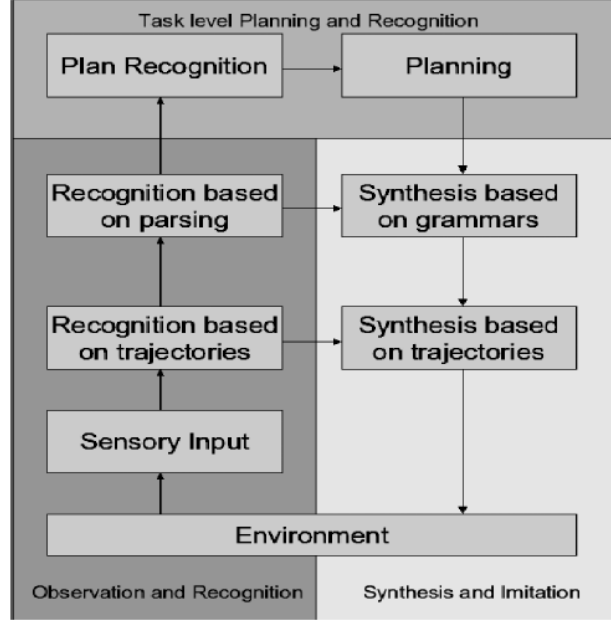 Task level Planning and Recognition
Plan Recognition
Planning
Recognition based
on parsing
Synthesis based
on grammars
Recognition based
on trajectories
Synthesis based
on trajectories
Sensory Input
Environment
Observation and Recognition
Synthesis and Imitation